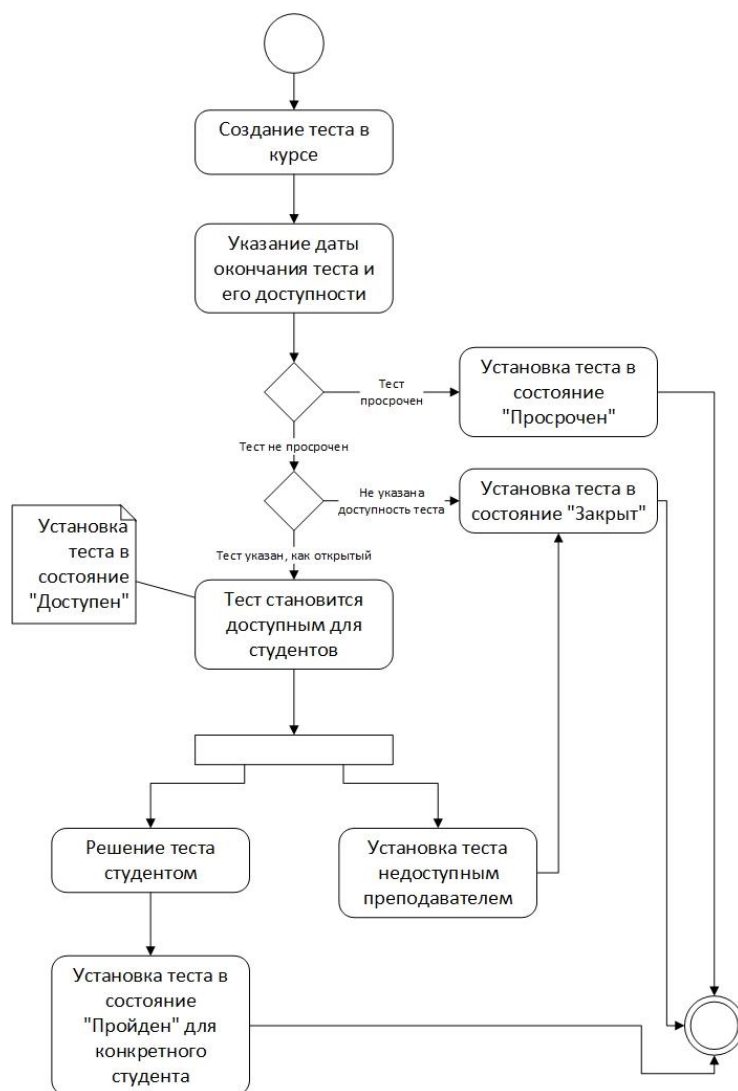 Создание теста в
курсе
Указание даты
окончания теста и
его доступности
Тест
просрочен
Установка теста в
состояние
"Просрочен"
Тест не просрочен
Не указана
доступность теста
Установка теста в
состояние "Закрыт"
Установка
теста в
состояние
"Доступен"
Тест указан, как открытый
Тест становится
доступным для
студентов
Решение теста
студентом
Установка теста
недоступным
преподавателем
Установка теста в
состояние
"Пройден" для
конкретного
студента